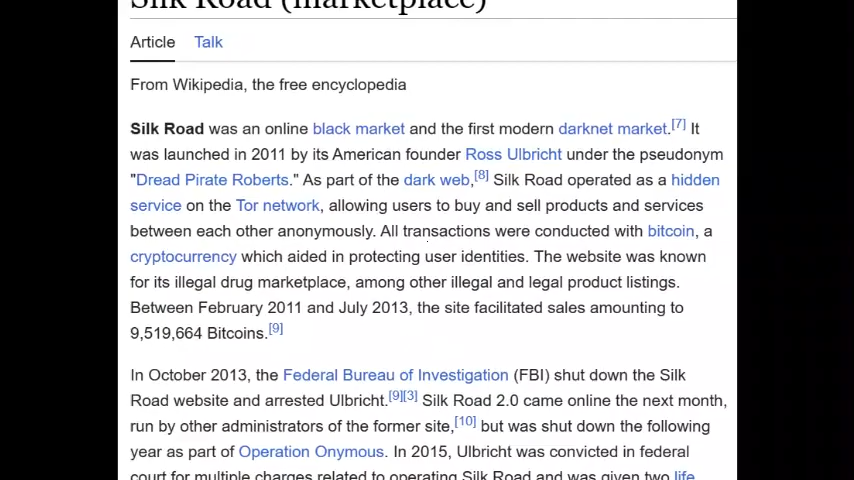 Silk Road (marketplace)
Article Talk
From Wikipedia, the free encyclopedia
Silk Road was an online black market and the first modern darknet market.[7] It
was launched in 2011 by its American founder Ross Ulbricht under the pseudonym
"Dread Pirate Roberts." As part of the dark web,[8] Silk Road operated as a hidden
service on the Tor network, allowing users to buy and sell products and services
between each other anonymously. All transactions were conducted with bitcoin, a
cryptocurrency which aided in protecting user identities. The website was known
for its illegal drug marketplace, among other illegal and legal product listings.
Between February 2011 and July 2013, the site facilitated sales amounting to
9,519,664 Bitcoins.[9]
In October 2013, the Federal Bureau of Investigation (FBI) shut down the Silk
Road website and arrested Ulbricht.[9][3] Silk Road 2.0 came online the next month,
run by other administrators of the former site,[10] but was shut down the following
year as part of Operation Onymous. In 2015, Ulbricht was convicted in federal
court for multiple charges related to operating Silk Road and was given two life